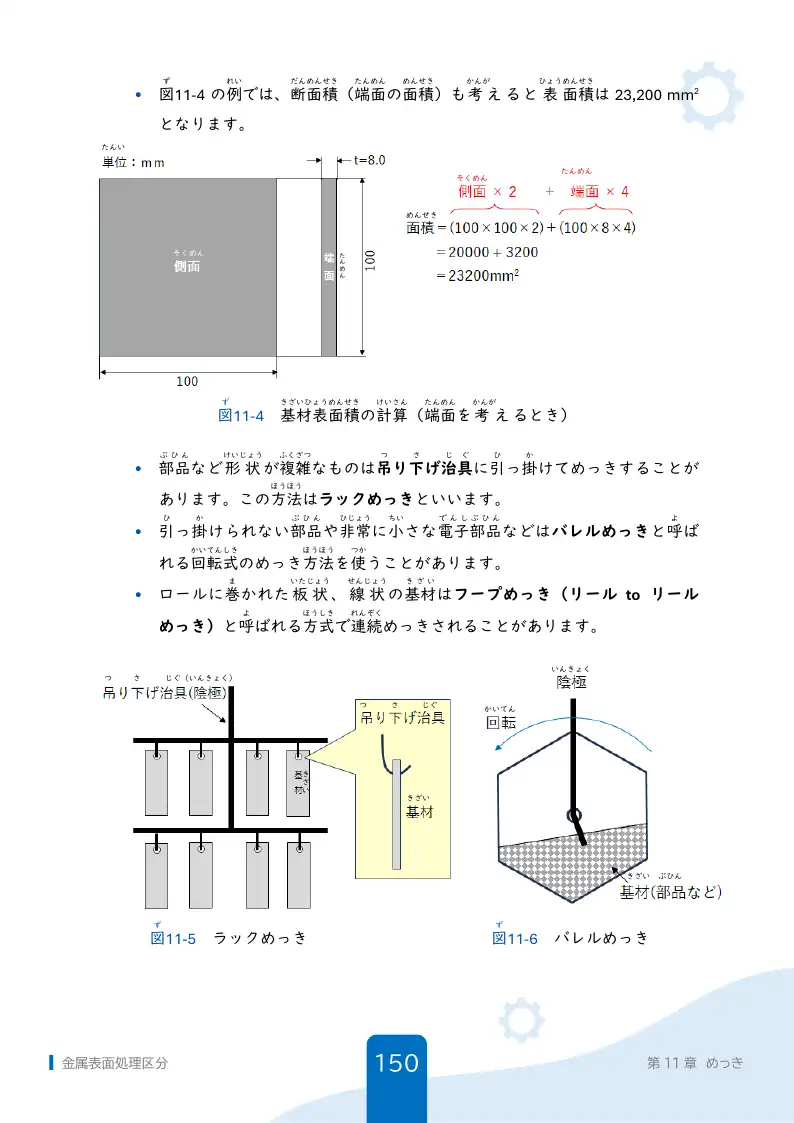 • 図11-4 の例では、断面積（端面の面積）も考えると表面積は 23,200 mm²
となります。
単位：mm
t=8.0
側面 × 2 + 端面 × 4
面積＝(100×100×2)＋(100×8×4)
＝20000 + 3200
＝23200mm²
側面
端面
100
100
図11-4 基材表面積の計算（端面を考えるとき）
• 部品など形状が複雑なものは吊り下げ治具に引っ掛けてめっきすることが
あります。この方法はラックめっきといいます。
• 引っ掛けられない部品や非常に小さな電子部品などはバレルめっきと呼ば
れる回転式のめっき方法を使うことがあります。
• ロールに巻かれた板状、線状の基材はフープめっき（リール to リール
めっき）と呼ばれる方式で連続めっきされることがあります。
吊り下げ治具(陰極)
基材
吊り下げ治具
基材
陰極
回転
基材(部品など)
図11-5 ラックめっき
図11-6 バレルめっき
金属表面処理区分
150
第 11 章 めっき